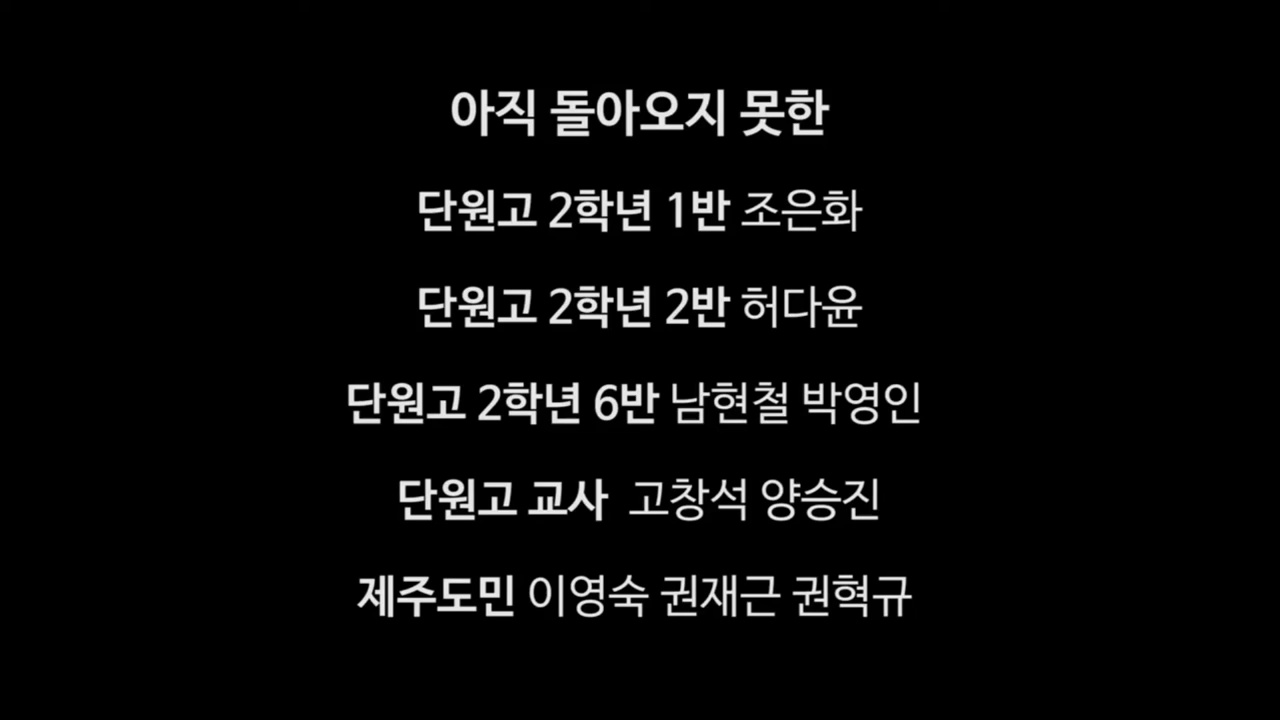 아직 돌아오지 못한
단원고 2학년 1반 조은화
단원고 2학년 2반 허다윤
단원고 2학년 6반 남현철 박영인
단원고 교사 고창석 양승진
제주도민 이영숙 권재근 권혁규